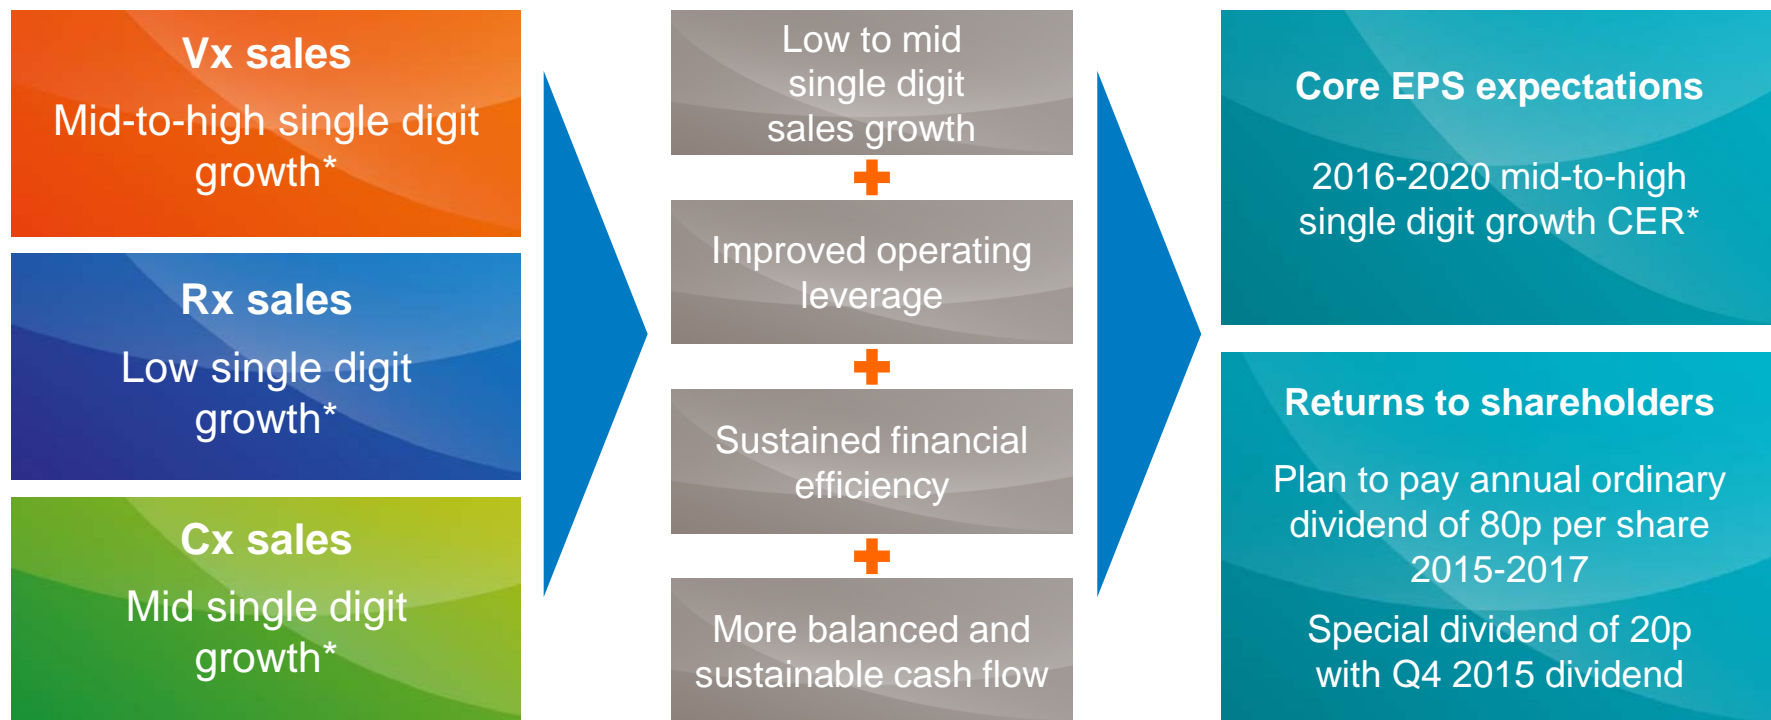 Vx sales
Mid-to-high single digit
growth*
Rx sales
Low single digit
growth*
Cx sales
Mid single digit
growth*
Low to mid
single digit
sales growth
Improved operating
leverage
Sustained financial
efficiency
More balanced and
sustainable cash flow
Core EPS expectations
2016-2020 mid-to-high
single digit growth CER*
Returns to shareholders
Plan to pay annual ordinary
dividend of 80p per share
2015-2017
Special dividend of 20p
with Q4 2015 dividend